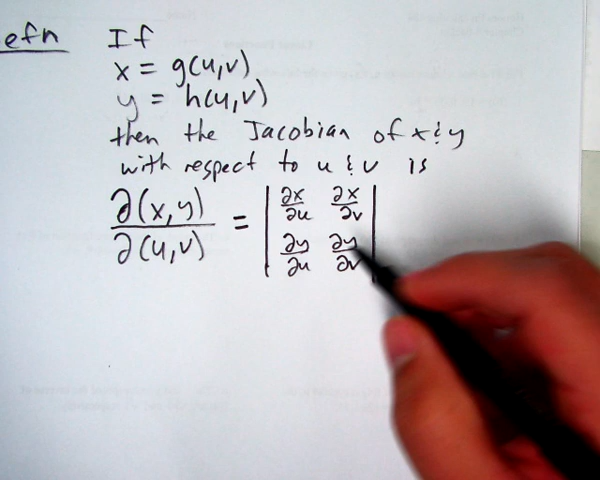 efn If
x = g(u,v)
y = h(u,v)
then the Jacobian of x & y
with respect to u & v is
∂(x,y)/∂(u,v) = | ∂x/∂u ∂x/∂v |
| ∂y/∂u ∂y/∂v |